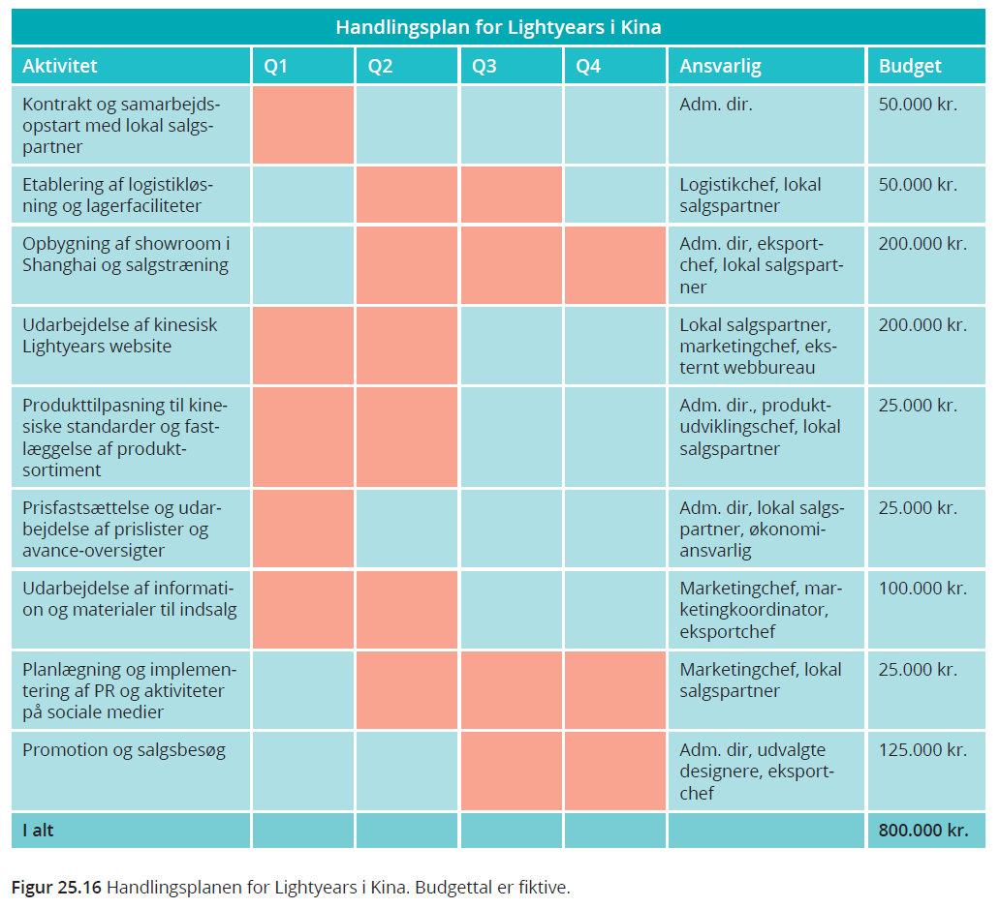 Handlingsplan for Lightyears i Kina
Aktivitet Q1 Q2 Q3 Q4 Ansvarlig Budget
Kontrakt og samarbejds-
opstart med lokal salgs-
partner
Adm. dir.
50.000 kr.
Etablering af logistikløs-
ning og lagerfaciliteter
Logistikchef, lokal
salgspartner
50.000 kr.
Opbygning af showroom i
Shanghai og salgstræning
Adm. dir, eksport-
chef, lokal salgspart-
ner
200.000 kr.
Udarbejdelse af kinesisk
Lightyears website
Lokal salgspartner,
marketingchef, eks-
ternt webbureau
200.000 kr.
Produkttilpasning til kine-
siske standarder og fast-
læggelse af produkt-
sortiment
Adm. dir., produkt-
udviklingschef, lokal
salgspartner
25.000 kr.
Prisfastsættelse og udar-
bejdelse af prislister og
avance-oversigter
Adm. dir, lokal salgs-
partner, økonomi-
ansvarlig
25.000 kr.
Udarbejdelse af informati-
on og materialer til indsalg
Marketingchef, mar-
ketingkoordinator,
eksportchef
100.000 kr.
Planlægning og implemen-
tering af PR og aktiviteter
på sociale medier
Marketingchef, lokal
salgspartner
25.000 kr.
Promotion og salgsbesøg
Adm. dir, udvalgte
designere, eksport-
chef
125.000 kr.
I alt 800.000 kr.
Figur 25.16 Handlingsplanen for Lightyears i Kina. Budgettal er fiktive.